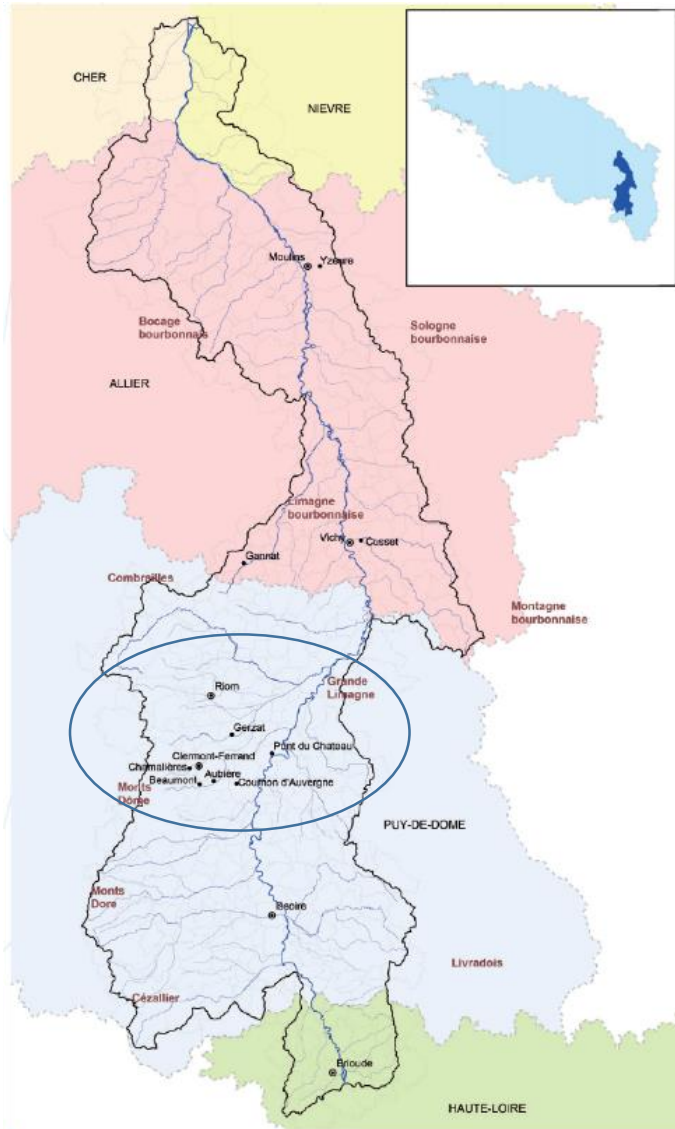 CHER
NIEVRE
Moulins
Yzeure
Bocage
bourbonnais
Sologne
bourbonnaise
ALLIER
Limagne
bourbonnaise
Vichy
Cusset
Gannat
Combrailles
Montagne
bourbonnaise
Riom
Grande
Limagne
Gerzat
Pont du Chateau
Clermont-Ferrand
Chamalières
Aubière
Beaumont
Cournon d'Auvergne
Monts
Dôme
PUY-DE-DOME
Monts
Dore
Issoire
Livradois
Cézallier
Brioude
HAUTE-LOIRE